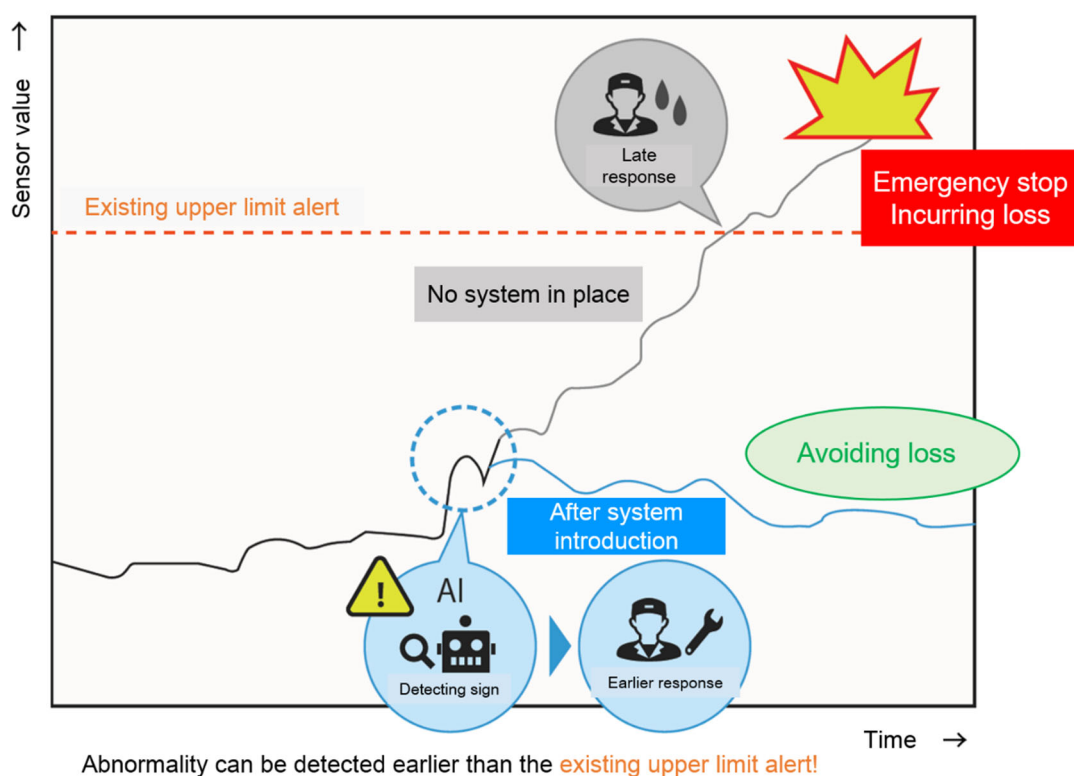 Sensor value →
Late
response
Emergency stop
Incurring loss
Existing upper limit alert
No system in place
Avoiding loss
After system
introduction
!
AI
Detecting sign
Earlier response
Time →
Abnormality can be detected earlier than the existing upper limit alert!